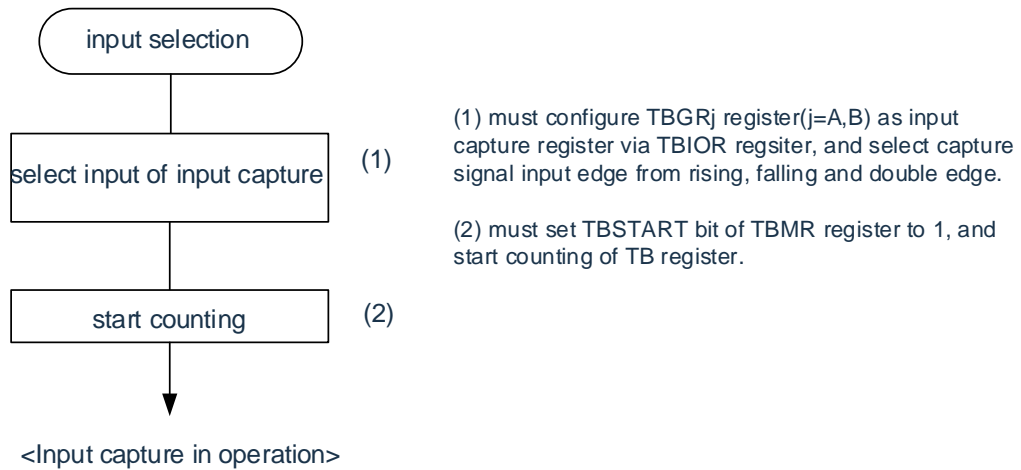 input selection
select input of input capture
(1)
start counting
(2)
<Input capture in operation>
(1) must configure TBGRj register(j=A,B) as input
capture register via TBIOR regsiter, and select capture
signal input edge from rising, falling and double edge.
(2) must set TBSTART bit of TBMR register to 1, and
start counting of TB register.